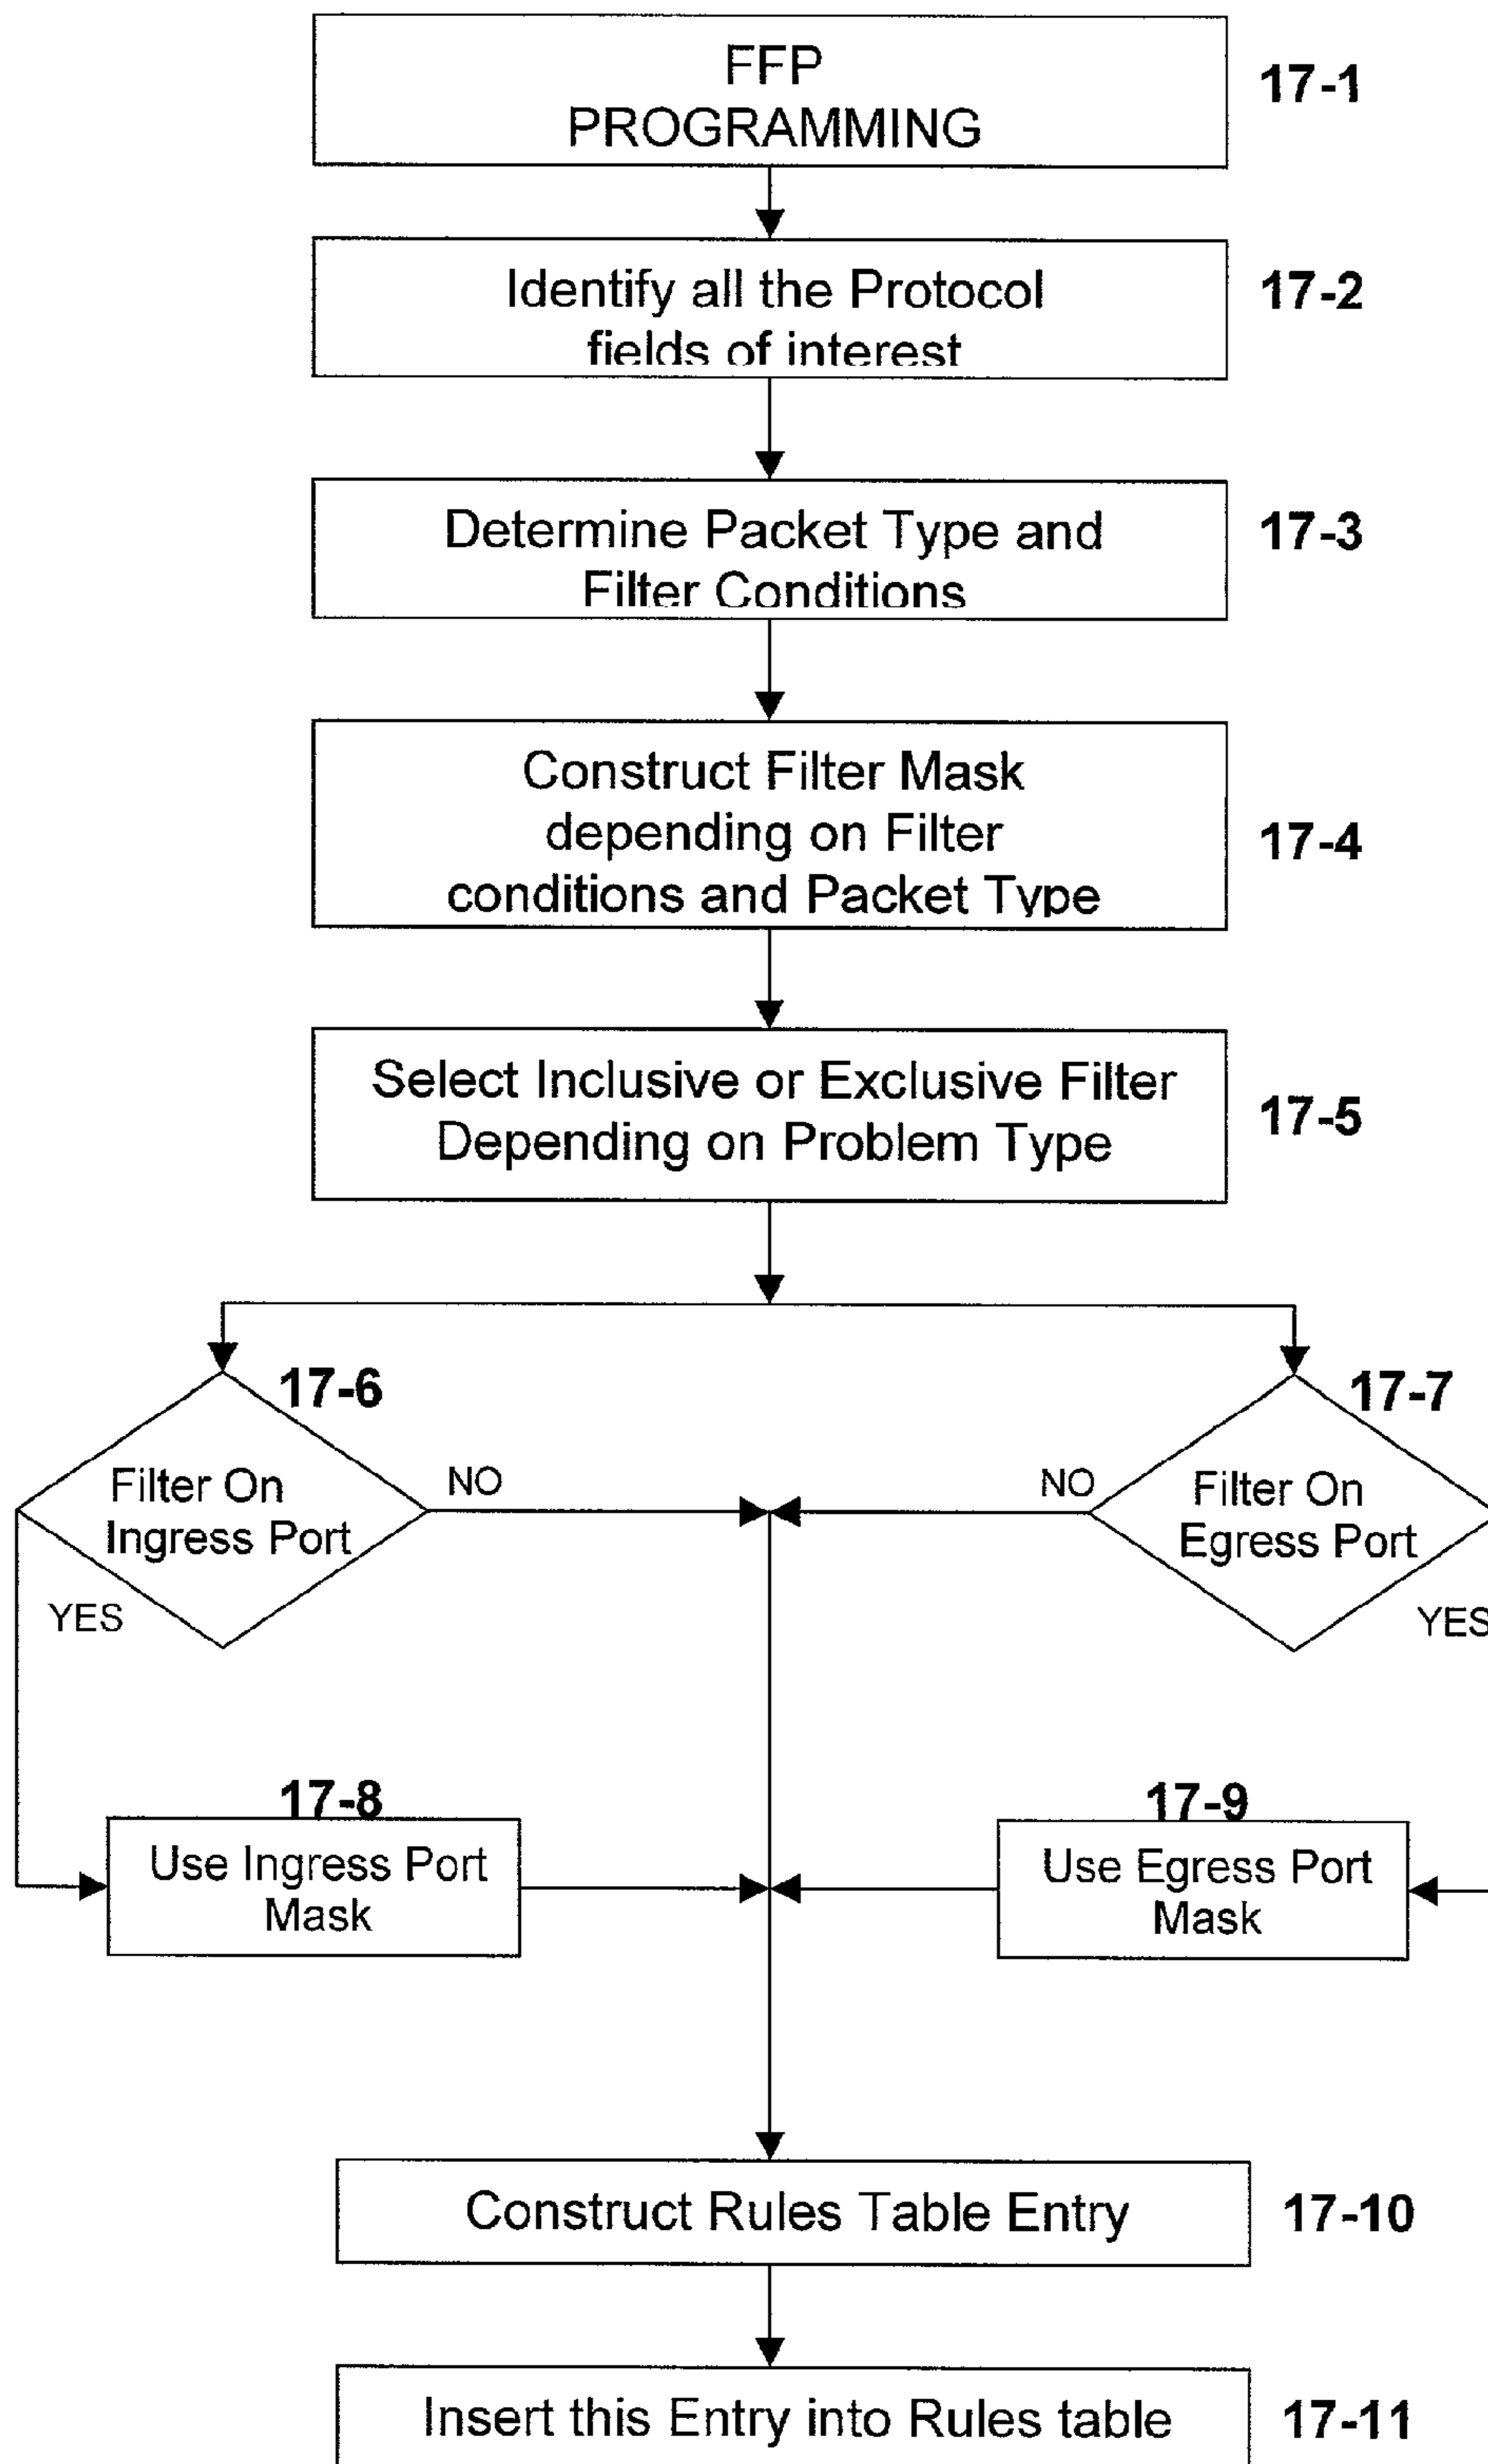 FFP
PROGRAMMING
17-1
Identify all the Protocol
fields of interest
17-2
Determine Packet Type and
Filter Conditions
17-3
Construct Filter Mask
depending on Filter
conditions and Packet Type
17-4
Select Inclusive or Exclusive Filter
Depending on Problem Type
17-5
17-6
Filter On
Ingress Port
NO
YES
17-7
NO
Filter On
Egress Port
YES
17-8
Use Ingress Port
Mask
17-9
Use Egress Port
Mask
Construct Rules Table Entry
17-10
Insert this Entry into Rules table
17-11